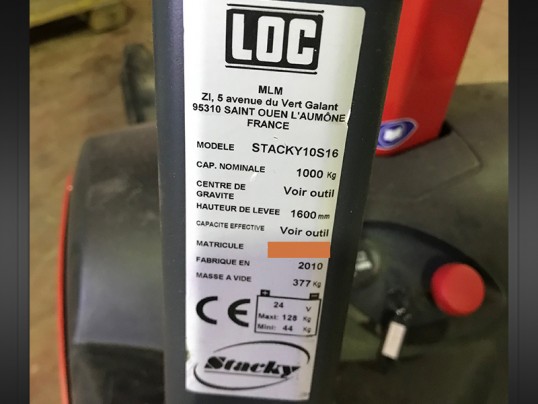 LOC
MLM
ZI, 5 avenue du Vert Galant
95310 SAINT OUEN L'AUMÔNE
FRANCE
MODELE STACKY10S16
CAP. NOMINALE 1000 Kg
CENTRE DE GRAVITE Voir outil
HAUTEUR DE LEVEE 1600 mm
CAPACITE EFFECTIVE Voir outil
MATRICULE
FABRIQUE EN 2010
MASSE A VIDE 377 Kg
CE
24 V
Maxi: 128 Kg
Mini: 44 Kg
Stacky